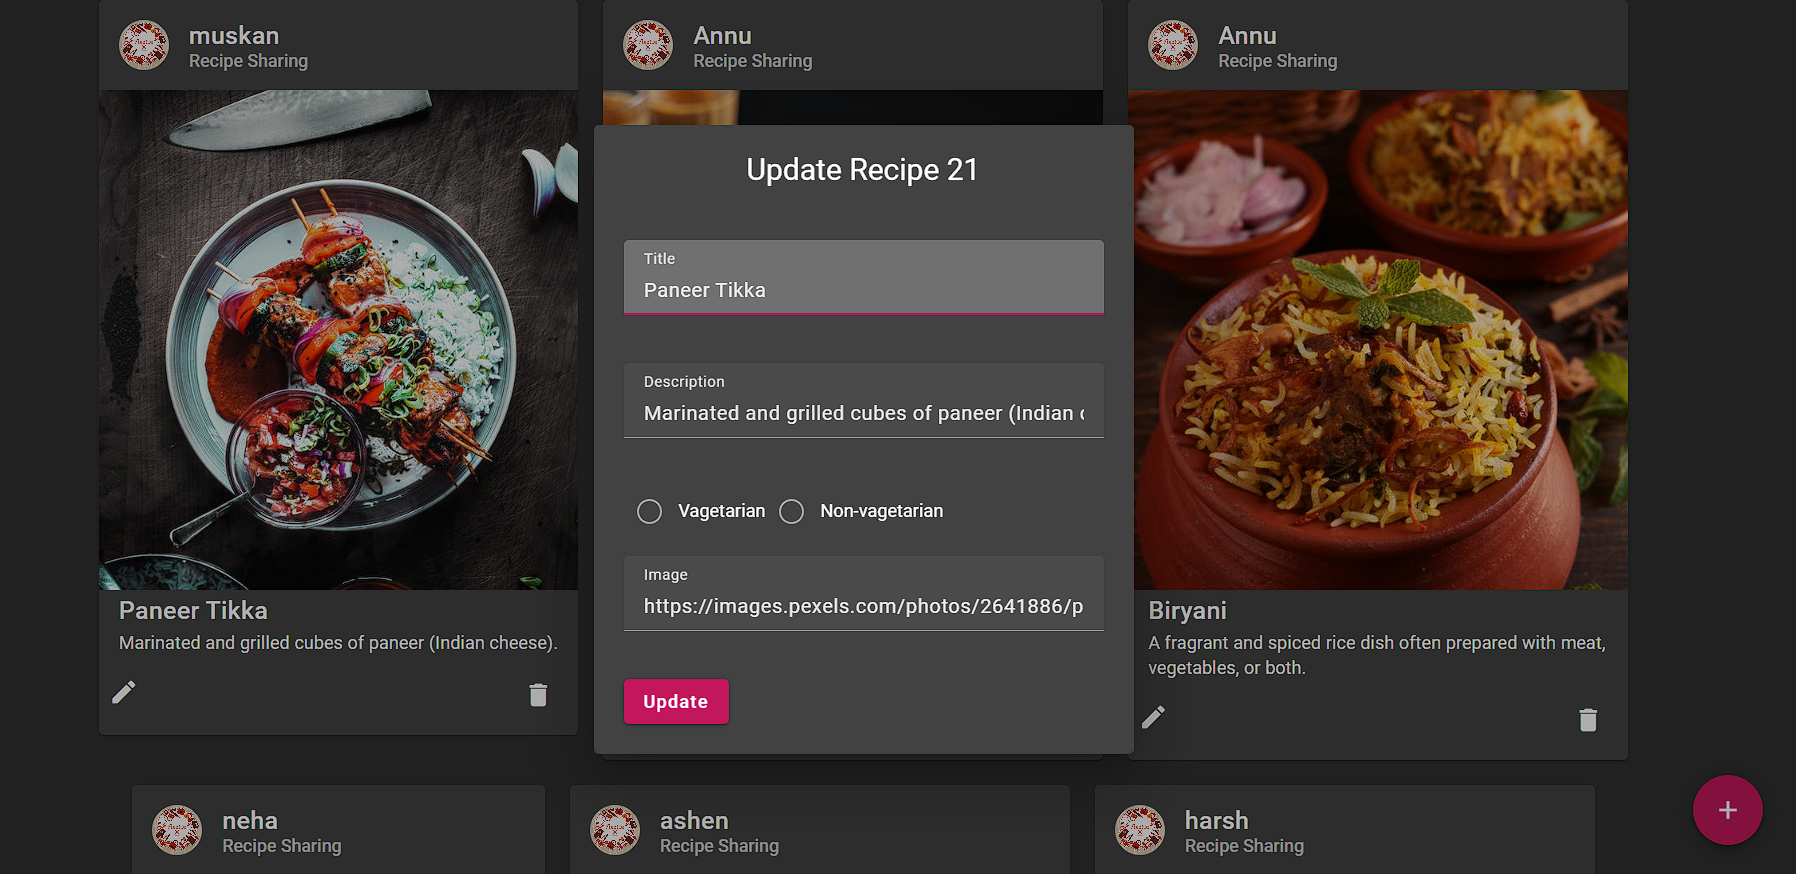 muskan
Recipe Sharing
Annu
Recipe Sharing
Annu
Recipe Sharing
Update Recipe 21
Title
Paneer Tikka
Description
Marinated and grilled cubes of paneer (Indian
Vagetarian
Non-vagetarian
Image
https://images.pexels.com/photos/2641886/p
Update
Paneer Tikka
Marinated and grilled cubes of paneer (Indian cheese).
Biryani
A fragrant and spiced rice dish often prepared with meat,
vegetables, or both.
neha
Recipe Sharing
ashen
Recipe Sharing
harsh
Recipe Sharing
+